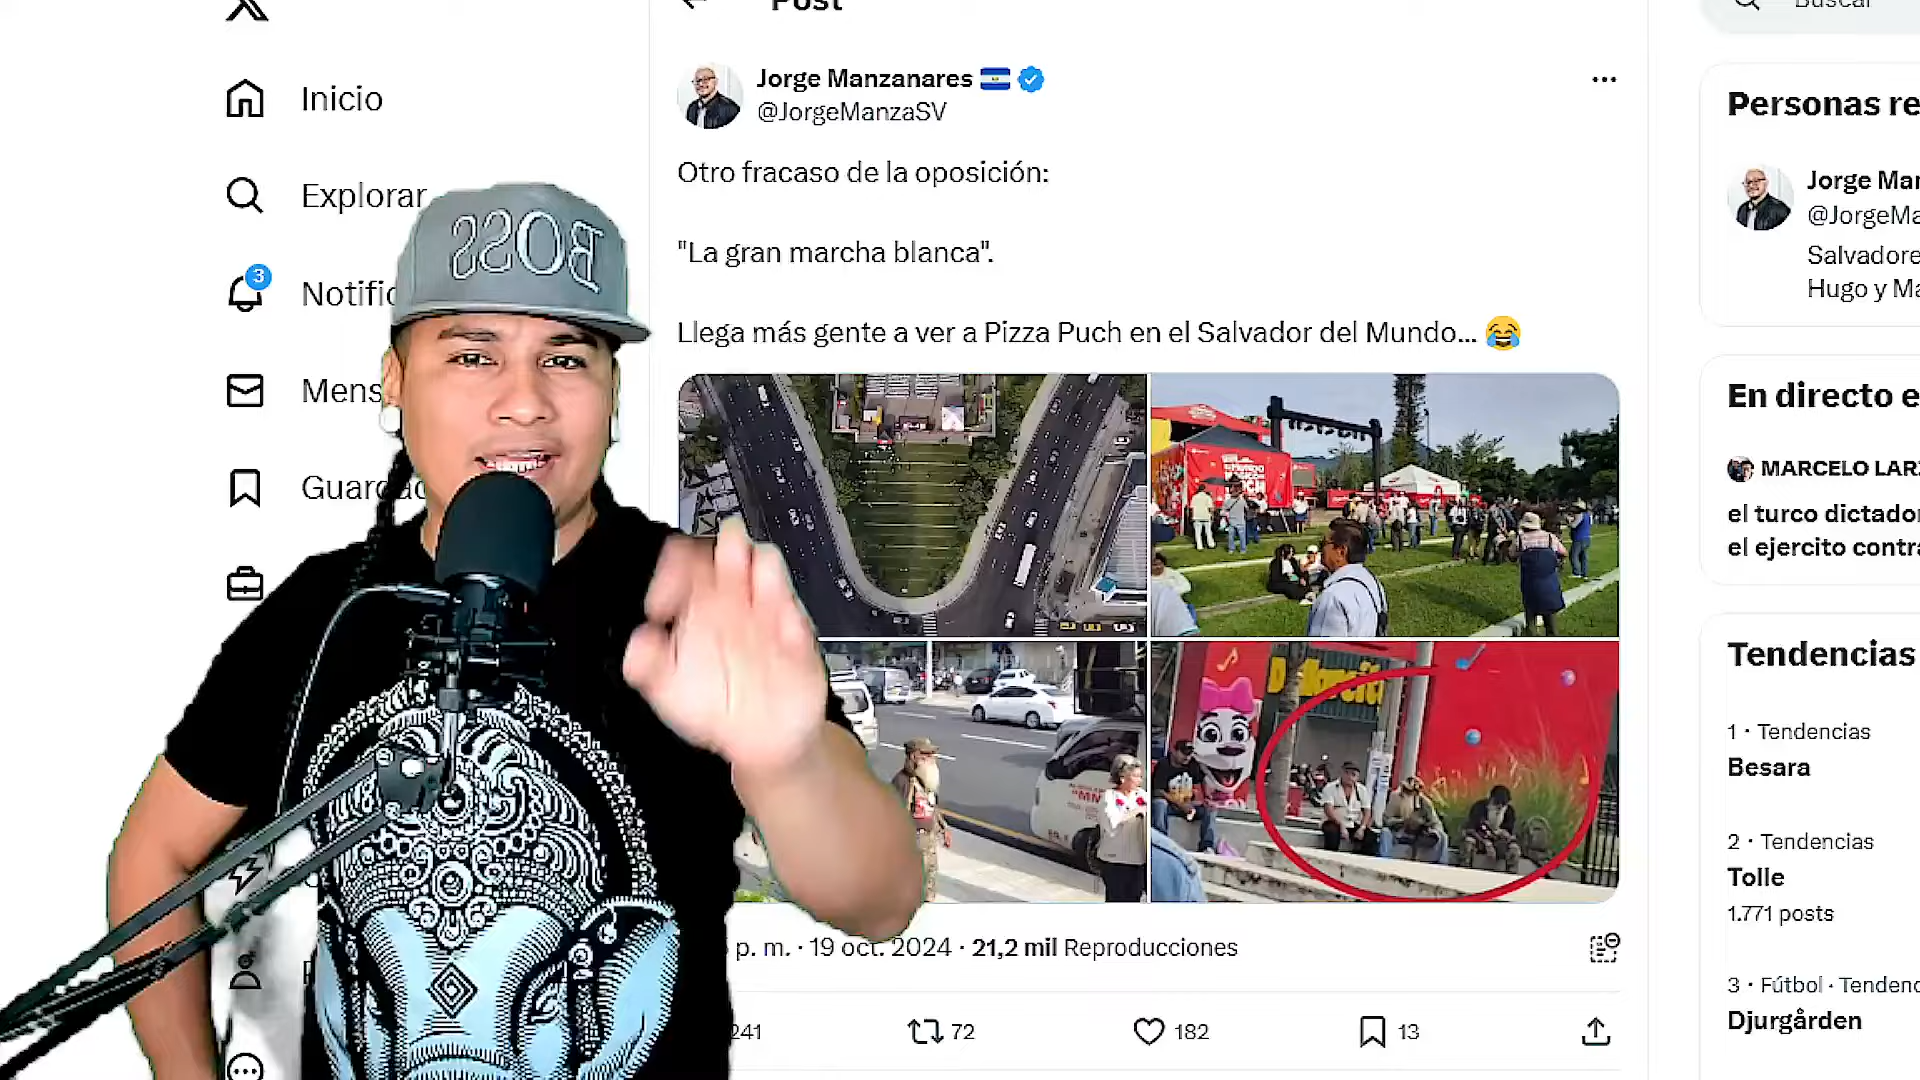 Post
Buscar
Inicio
Explorar
3
Notific
Mens
Guardad
BOSS
Jorge Manzanares
@JorgeManzaSV
Otro fracaso de la oposición:
"La gran marcha blanca".
Llega más gente a ver a Pizza Puch en el Salvador del Mundo... 😂
p. m. · 19 oct. 2024 · 21,2 mil Reproducciones
241
72
182
13
Personas re
Jorge Mar
@JorgeMa
Salvadore
Hugo y Ma
En directo e
MARCELO LARZ
el turco dictador
el ejercito contra
Tendencias
1 · Tendencias
Besara
2 · Tendencias
Tolle
1.771 posts
3 · Fútbol · Tendenc
Djurgården